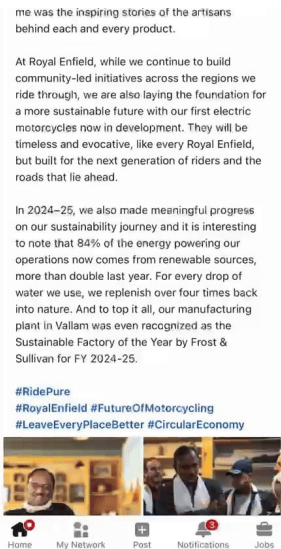 me was the inspiring stories of the artisans
behind each and every product.
At Royal Enfield, while we continue to build
community-led initiatives across the regions we
ride through, we are also laying the foundation for
a more sustainable future with our first electric
motorcycles now in development. They will be
timeless and evocative, like every Royal Enfield,
but built for the next generation of riders and the
roads that lie ahead.
In 2024–25, we also made meaningful progress
on our sustainability journey and it is interesting
to note that 84% of the energy powering our
operations now comes from renewable sources,
more than double last year. For every drop of
water we use, we replenish over four times back
into nature. And to top it all, our manufacturing
plant in Vallam was even recognized as the
Sustainable Factory of the Year by Frost &
Sullivan for FY 2024-25.
#RidePure
#RoyalEnfield #FutureOfMotorcycling
#LeaveEveryPlaceBetter #CircularEconomy
3
Home My Network Post Notifications Jobs